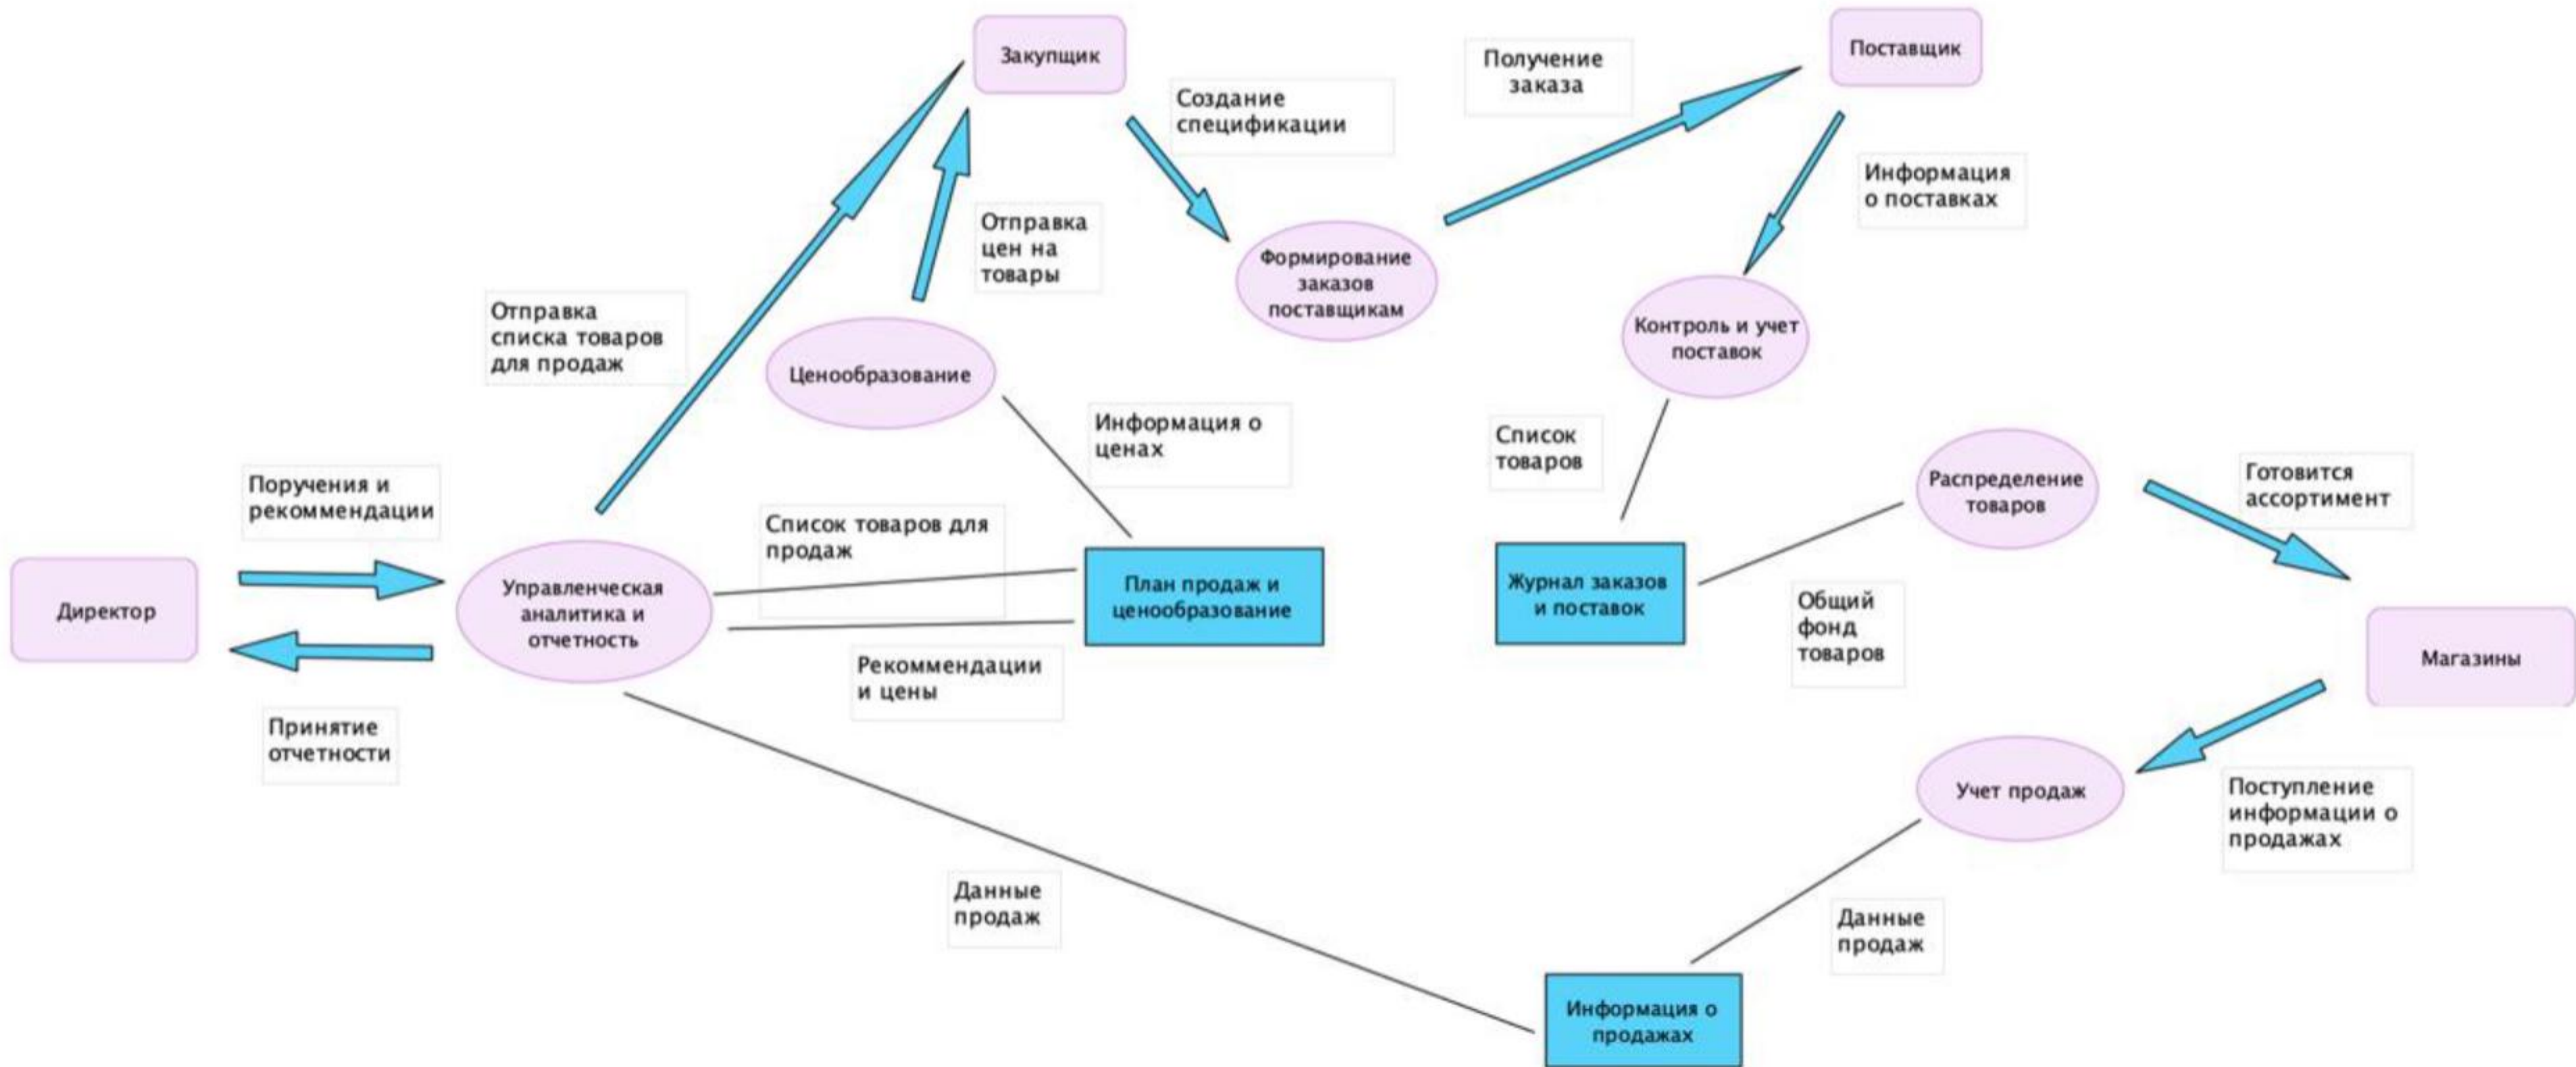 Закупщик
Поставщик
Получение
заказа
Создание
спецификации
Информация
о поставках
Отправка
цен на
товары
Формирование
заказов
поставщикам
Отправка
списка товаров
для продаж
Контроль и учет
поставок
Ценообразование
Информация о
ценах
Список
товаров
Распределение
товаров
Готовится
ассортимент
Поручения и
рекоммендации
Список товаров для
продаж
Директор
Управленческая
аналитика и
отчетность
План продаж и
ценообразование
Журнал заказов
и поставок
Общий
фонд
товаров
Магазины
Рекоммендации
и цены
Принятие
отчетности
Учет продаж
Поступление
информации о
продажах
Данные
продаж
Данные
продаж
Информация о
продажах